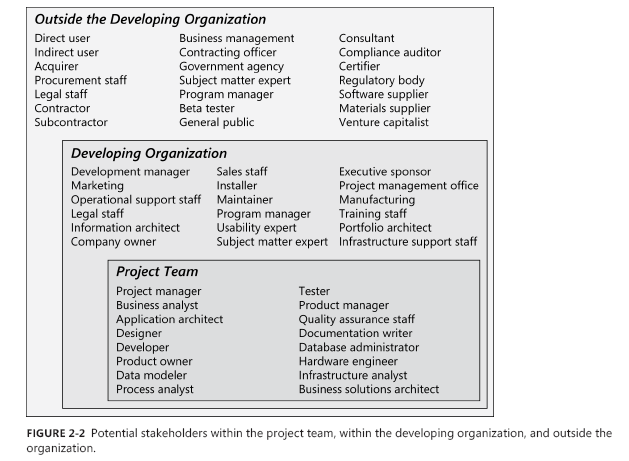 Outside the Developing Organization
Direct user Business management Consultant
Indirect user Contracting officer Compliance auditor
Acquirer Government agency Certifier
Procurement staff Subject matter expert Regulatory body
Legal staff Program manager Software supplier
Contractor Beta tester Materials supplier
Subcontractor General public Venture capitalist
Developing Organization
Development manager Sales staff Executive sponsor
Marketing Installer Project management office
Operational support staff Maintainer Manufacturing
Legal staff Program manager Training staff
Information architect Usability expert Portfolio architect
Company owner Subject matter expert Infrastructure support staff
Project Team
Project manager Tester
Business analyst Product manager
Application architect Quality assurance staff
Designer Documentation writer
Developer Database administrator
Product owner Hardware engineer
Data modeler Infrastructure analyst
Process analyst Business solutions architect
FIGURE 2-2 Potential stakeholders within the project team, within the developing organization, and outside the
organization.